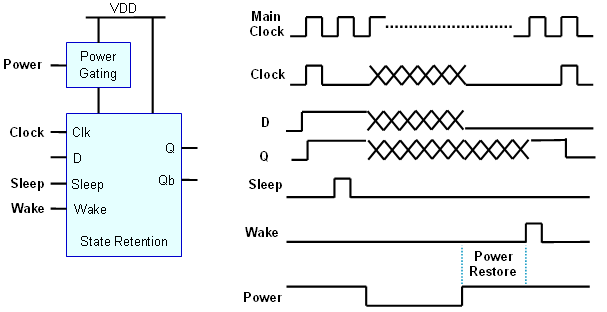 VDD
Power
Power
Gating
Clock
Clk
D
Q
Sleep
Sleep
Qb
Wake
Wake
State Retention
Main
Clock
Clock
D
Q
Sleep
Wake
Power
Restore
Power